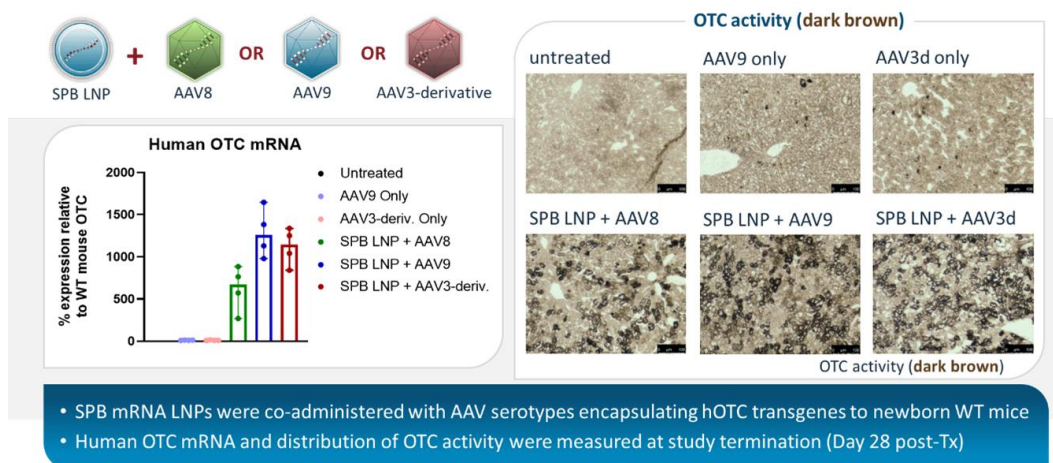 OTC activity (dark brown)
+
OR
OR
SPB LNP
AAV8
AAV9
AAV3-derivative
Human OTC mRNA
% expression relative
to WT mouse OTC
2000
1500
1000
500
0
Untreated
AAV9 Only
AAV3-deriv. Only
SPB LNP + AAV8
SPB LNP + AAV9
SPB LNP + AAV3-deriv.
untreated
AAV9 only
AAV3d only
SPB LNP + AAV8
SPB LNP + AAV9
SPB LNP + AAV3d
OTC activity (dark brown)
• SPB mRNA LNPs were co-administered with AAV serotypes encapsulating hOTC transgenes to newborn WT mice
• Human OTC mRNA and distribution of OTC activity were measured at study termination (Day 28 post-Tx)